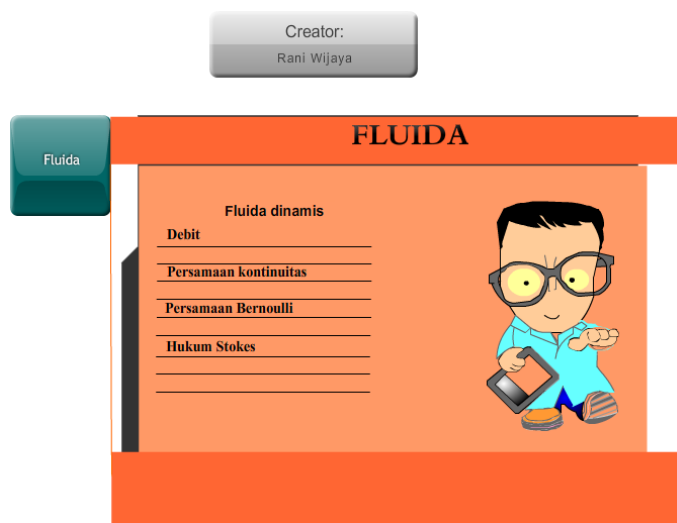 Creator:
Rani Wijaya
Fluida
FLUIDA
Fluida dinamis
Debit
Persamaan kontinuitas
Persamaan Bernoulli
Hukum Stokes